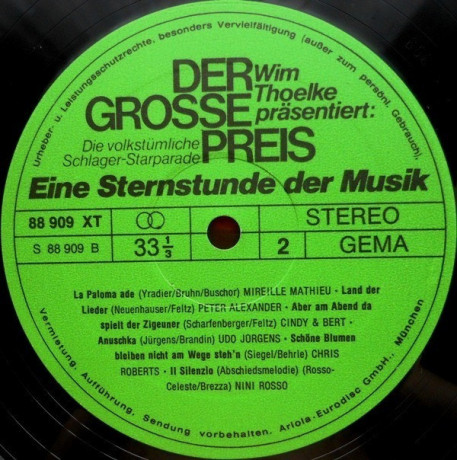 Urheber- u. Leistungsschutzrechte, besonders Vervielfältigung (außer zum persönl. Gebrauch),
DER Wim
GROSSE Thoelke
präsentiert:
Die volkstümliche
Schlager-Starparade PREIS
Eine Sternstunde der Musik
88 909 XT STEREO
S 88 909 B 33 1/3 2 GEMA
La Paloma ade (Yradier/Bruhn/Buschor) MIREILLE MATHIEU · Land der
Lieder (Neuenhauser/Feltz) PETER ALEXANDER · Aber am Abend da
spielt der Zigeuner (Scharfenberger/Feltz) CINDY & BERT ·
Anuschka (Jürgens/Brandin) UDO JÜRGENS · Schöne Blumen
bleiben nicht am Wege steh'n (Siegel/Behrle) CHRIS
ROBERTS · Il Silenzio (Abschiedsmelodie) (Rosso-
Celeste/Brezza) NINI ROSSO
Vermietung, Aufführung, Sendung vorbehalten. Ariola-Eurodisc GmbH., München